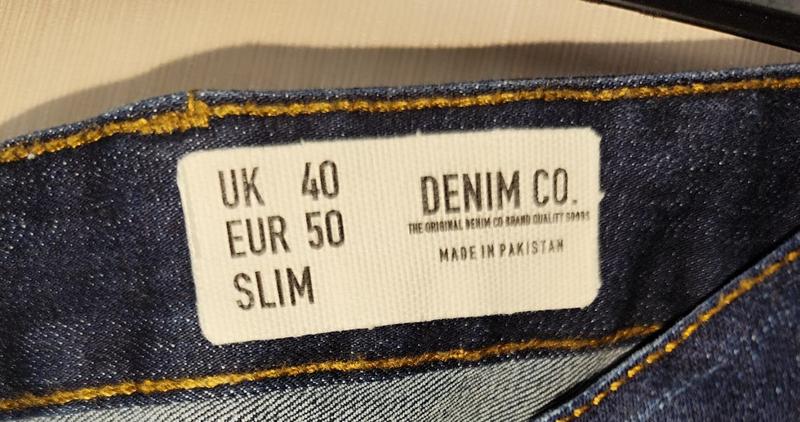 UK 40
EUR 50
SLIM
DENIM CO.
THE ORIGINAL DENIM CO BRAND QUALITY GOODS
MADE IN PAKISTAN